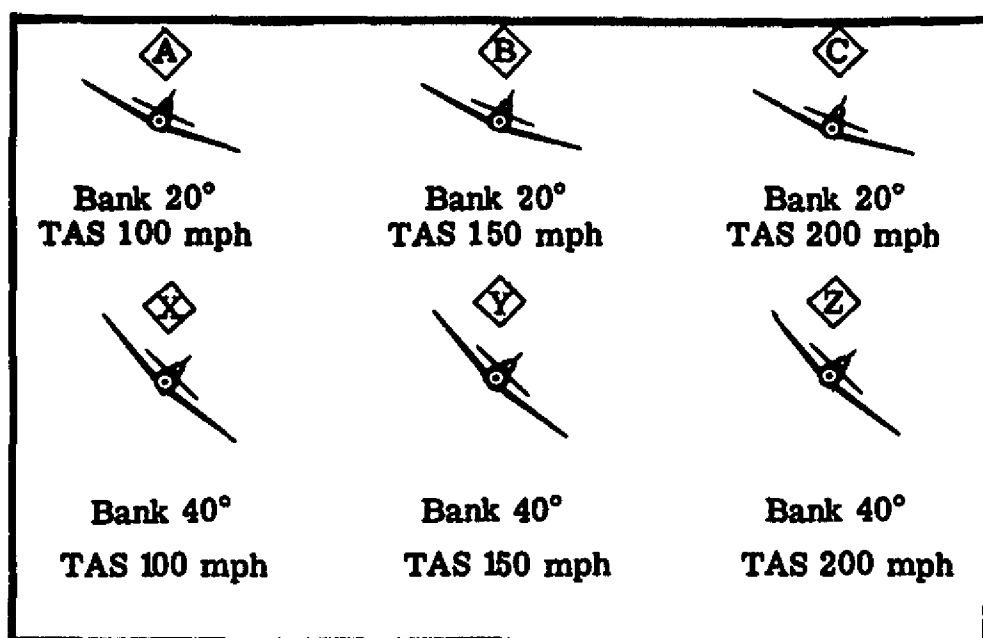 A B C
Bank 20° Bank 20° Bank 20°
TAS 100 mph TAS 150 mph TAS 200 mph
X Y Z
Bank 40° Bank 40° Bank 40°
TAS 100 mph TAS 150 mph TAS 200 mph